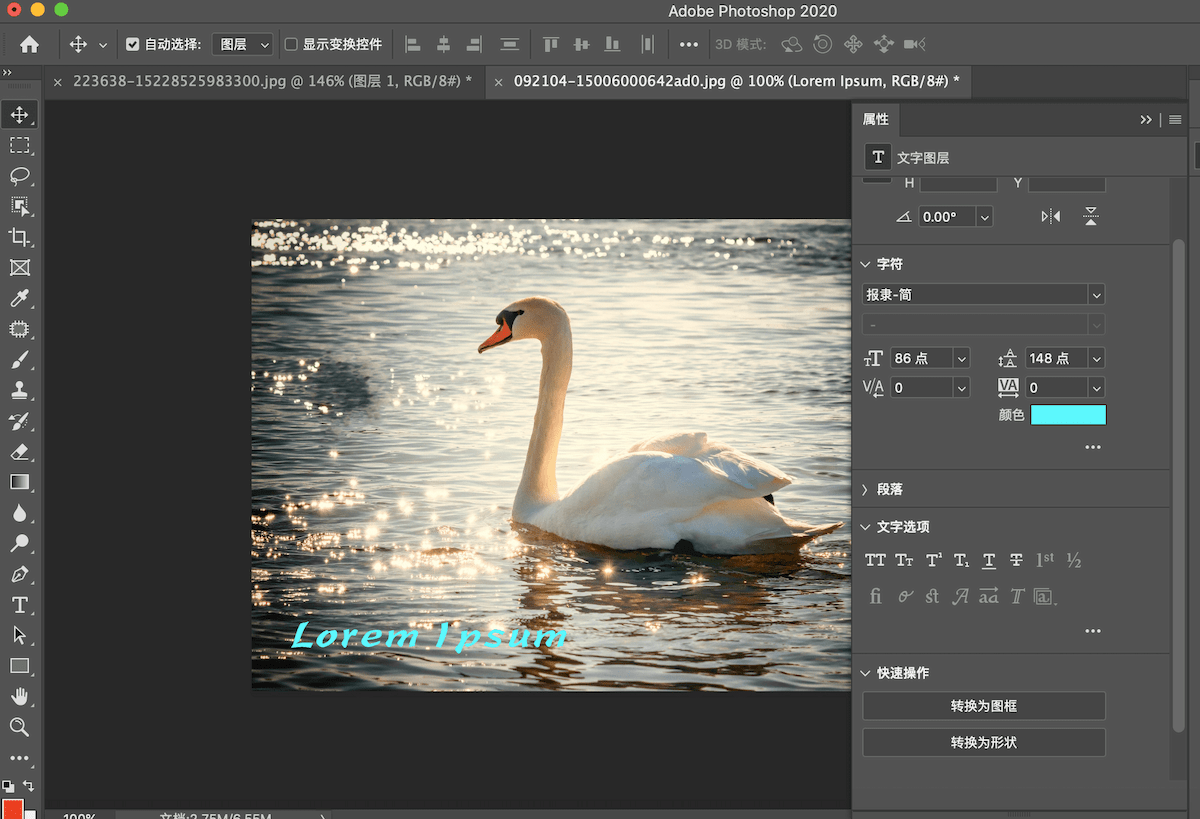 Adobe Photoshop 2020
自动选择: 图层 显示变换控件 3D 模式:
223638-15228525983300.jpg @ 146% (图层 1, RGB/8#) *
092104-15006000642ad0.jpg @ 100% (Lorem Ipsum, RGB/8#) *
属性
T 文字图层
H Y
0.00°
字符
报隶-简
-
86 点 148 点
0 0
颜色
段落
文字选项
TT Tт T¹ T₁ T T 1st ½
fi st A aa T a
快速操作
转换为图框
转换为形状
Lorem Ipsum
100% 文档:2.75M/6.55M